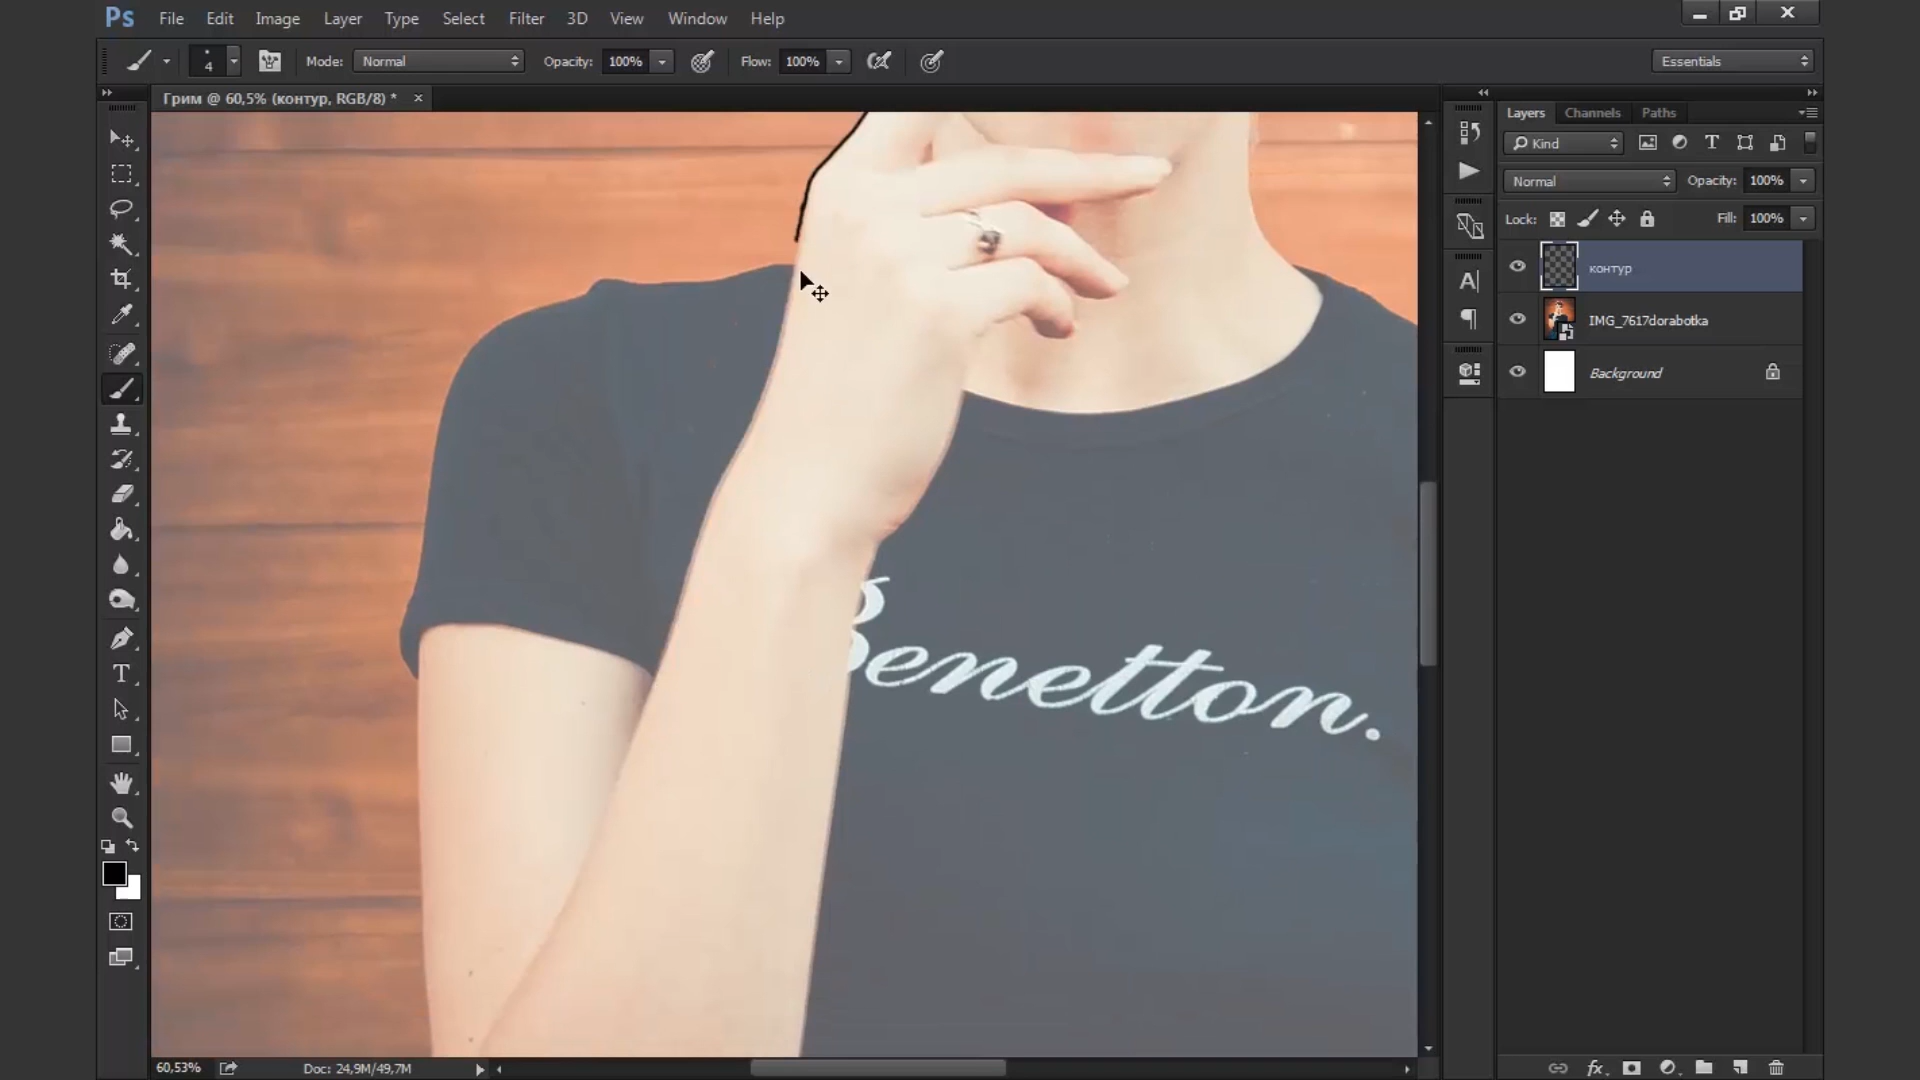 Ps File Edit Image Layer Type Select Filter 3D View Window Help
4 Mode: Normal Opacity: 100% Flow: 100% Essentials
Грим @ 60,5% (контур, RGB/8) *
Layers Channels Paths
Kind
Normal Opacity: 100%
Lock: Fill: 100%
контур
IMG_7617dorabotka
Background
Benetton.
60,53% Doc: 24,9M/49,7M